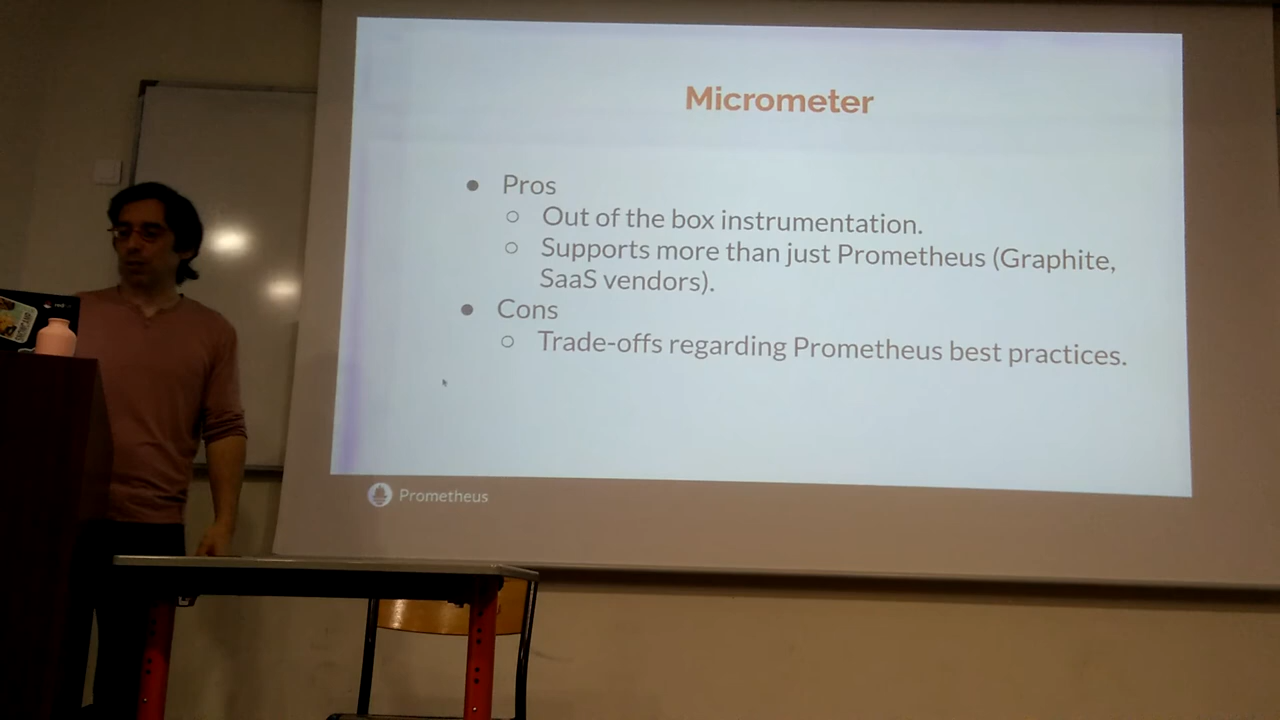 Micrometer
● Pros
○ Out of the box instrumentation.
○ Supports more than just Prometheus (Graphite,
SaaS vendors).
● Cons
○ Trade-offs regarding Prometheus best practices.
Prometheus